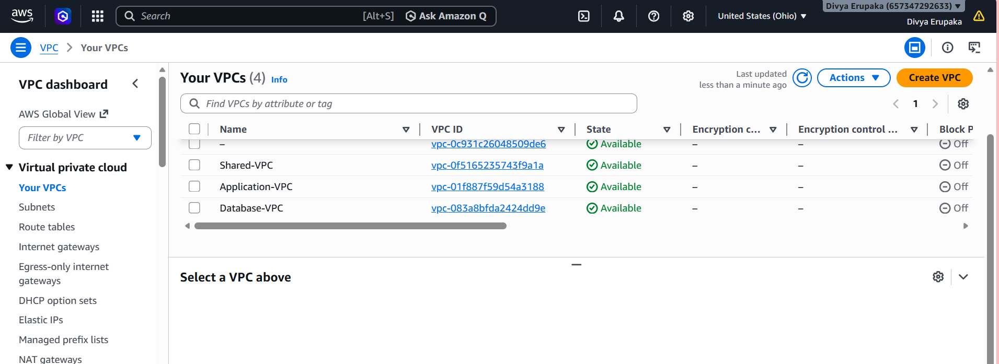 aws
Search [Alt+S] Ask Amazon Q
United States (Ohio)
Divya Erupaka (657347292633)
Divya Erupaka
VPC > Your VPCs
VPC dashboard
AWS Global View
Filter by VPC
Virtual private cloud
Your VPCs
Subnets
Route tables
Internet gateways
Egress-only internet
gateways
DHCP option sets
Elastic IPs
Managed prefix lists
NAT gateways
Your VPCs (4) Info
Last updated
less than a minute ago
Actions
Create VPC
Find VPCs by attribute or tag
1
Name VPC ID State Encryption c... Encryption control ... Block P
– vpc-0c931c26048509de6 Available – – Off
Shared-VPC vpc-0f5165235743f9a1a Available – – Off
Application-VPC vpc-01f887f59d54a3188 Available – – Off
Database-VPC vpc-083a8bfda2424dd9e Available – – Off
Select a VPC above